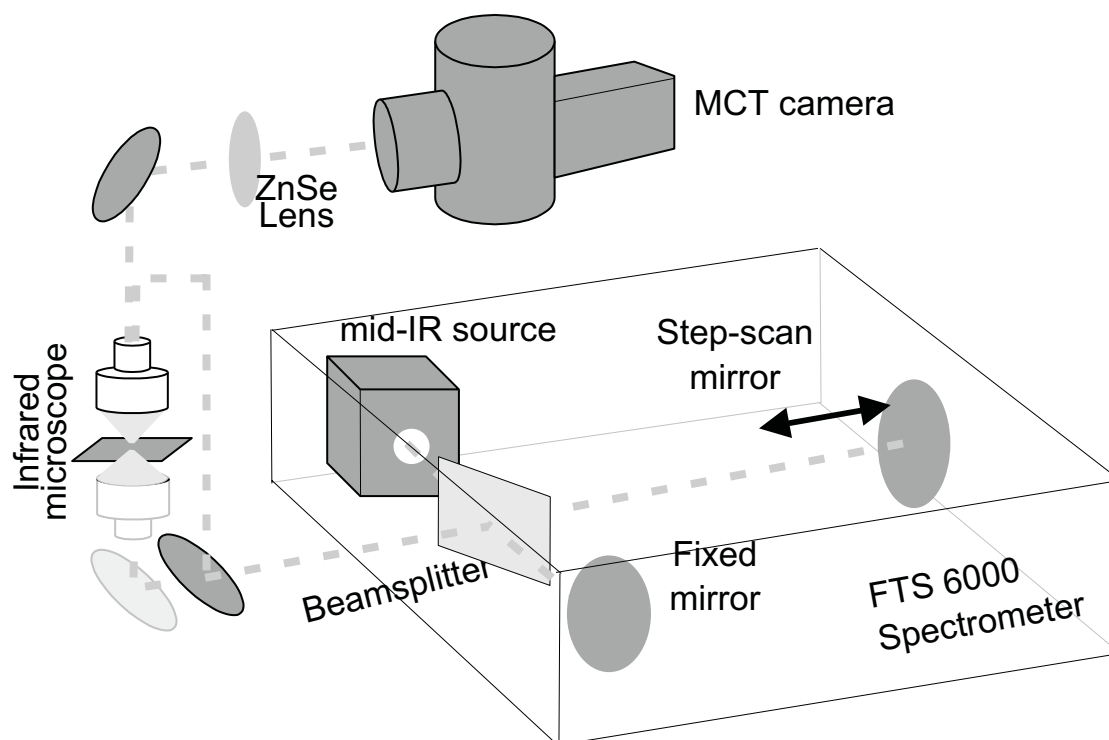 MCT camera
ZnSe
Lens
mid-IR source
Step-scan
mirror
Infrared
microscope
Beamsplitter
Fixed
mirror
FTS 6000
Spectrometer